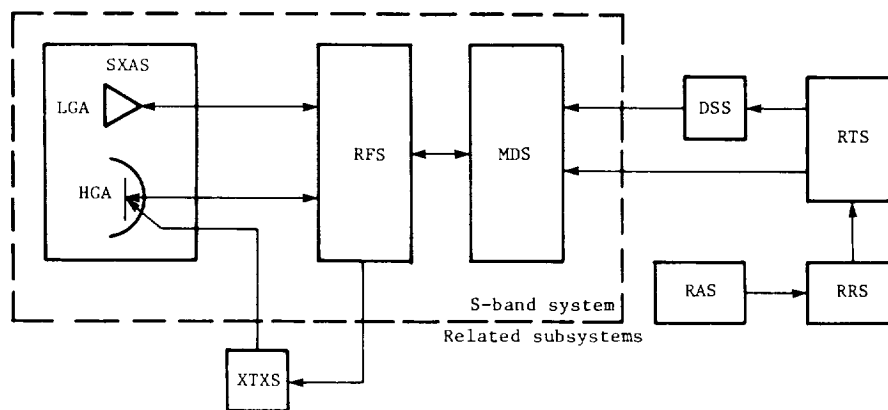 SXAS
LGA
HGA
RFS
MDS
DSS
RTS
RAS
RRS
S-band system
Related subsystems
XTXS